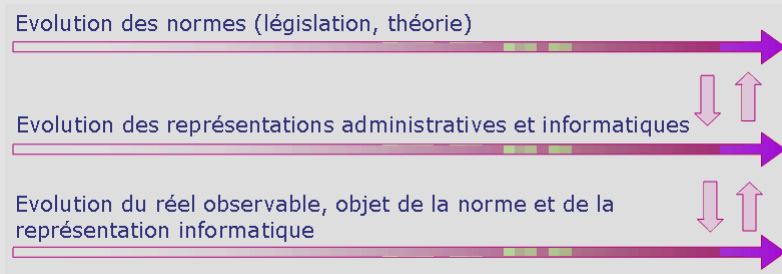 Evolution des normes (législation, théorie)
Evolution des représentations administratives et informatiques
Evolution du réel observable, objet de la norme et de la
représentation informatique